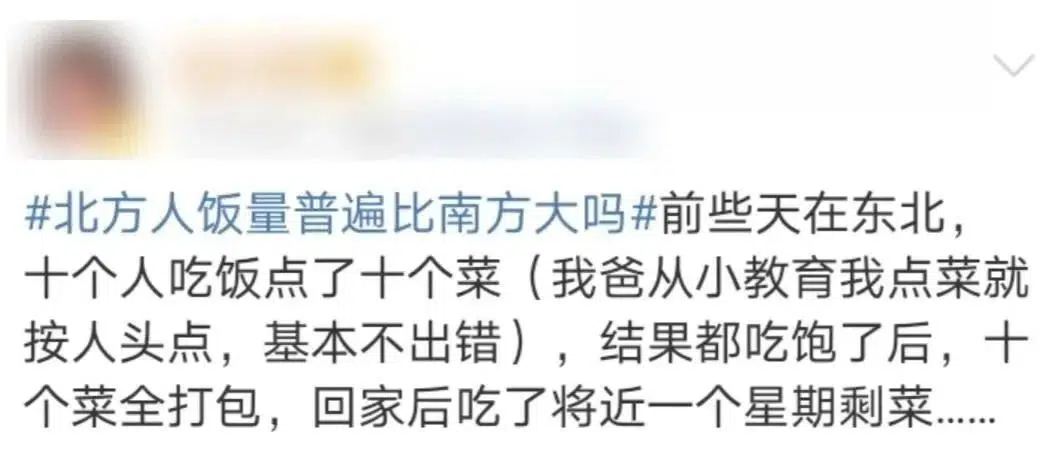 #北方人饭量普遍比南方大吗#前些天在东北，
十个人吃饭点了十个菜（我爸从小教育我点菜就
按人头点，基本不出错），结果都吃饱了后，十
个菜全打包，回家后吃了将近一个星期剩菜……